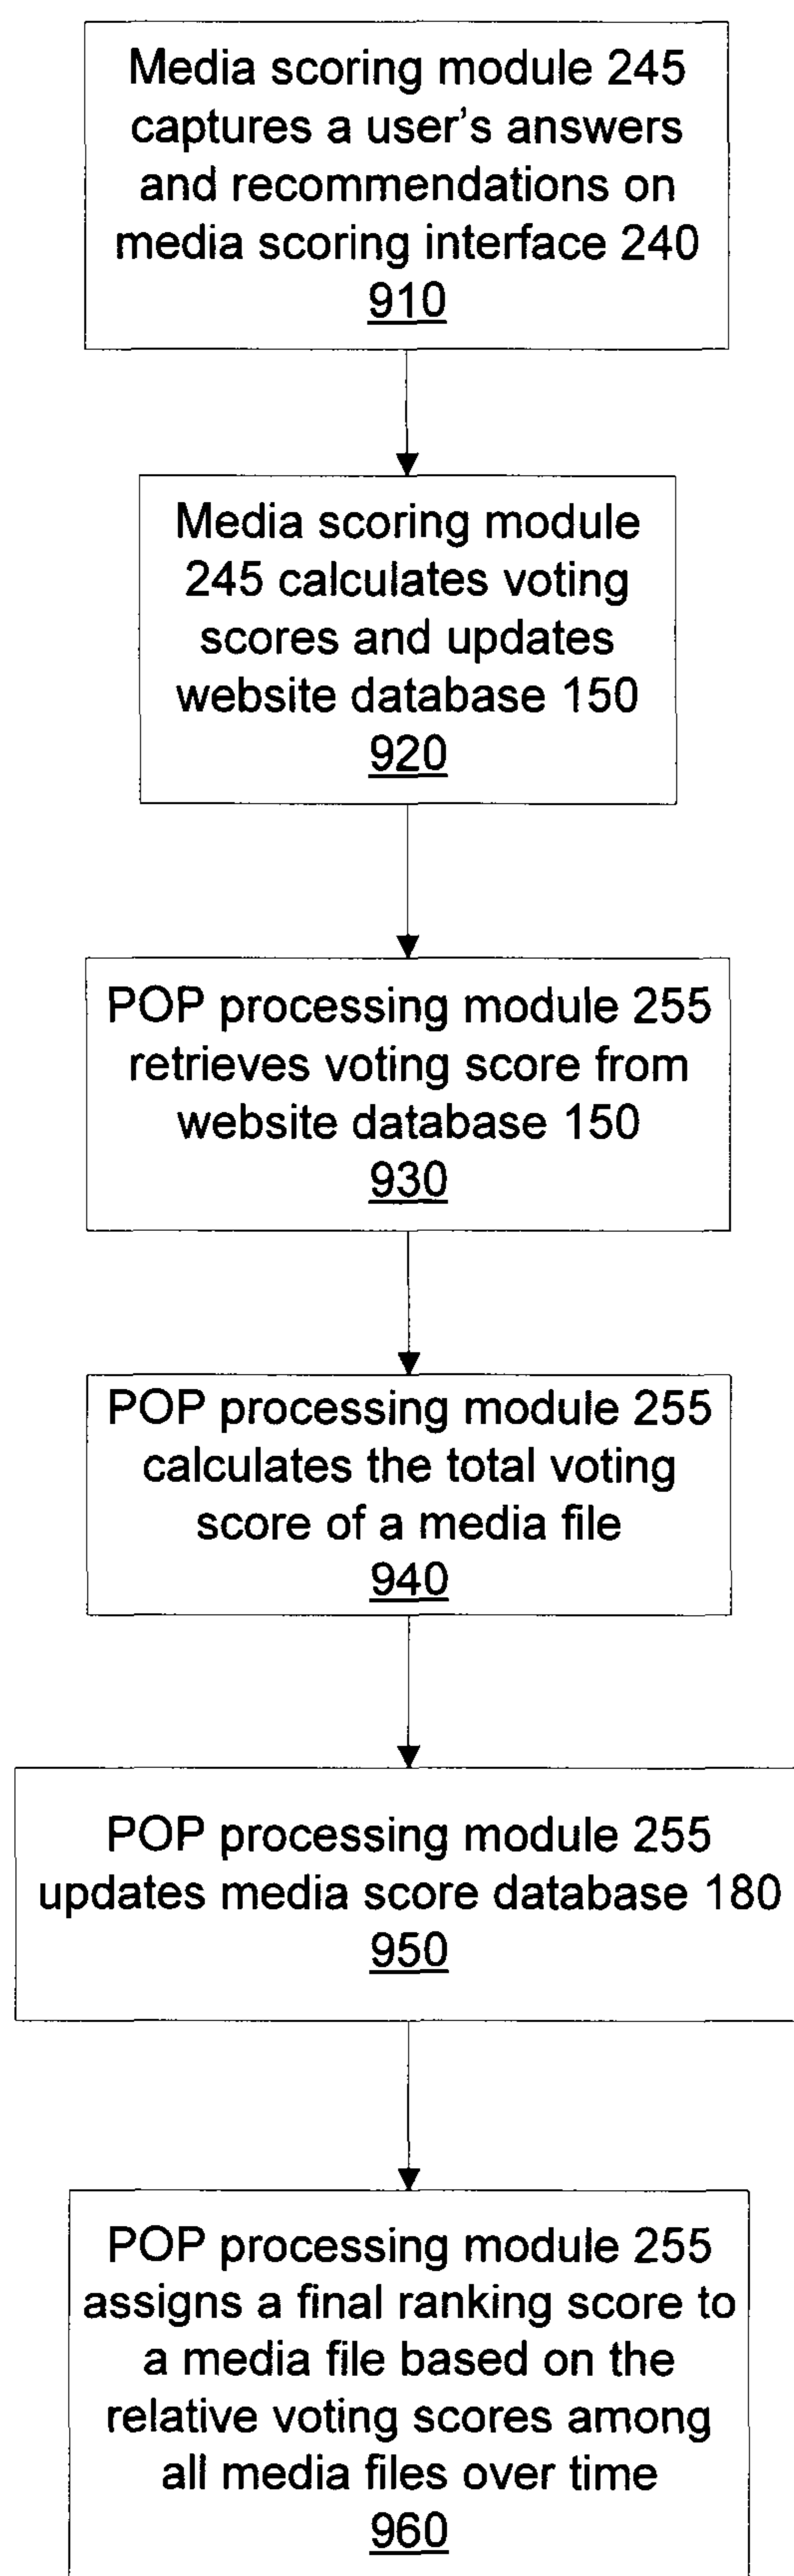 Media scoring module 245
captures a user's answers
and recommendations on
media scoring interface 240
910
Media scoring module
245 calculates voting
scores and updates
website database 150
920
POP processing module 255
retrieves voting score from
website database 150
930
POP processing module 255
calculates the total voting
score of a media file
940
POP processing module 255
updates media score database 180
950
POP processing module 255
assigns a final ranking score to
a media file based on the
relative voting scores among
all media files over time
960